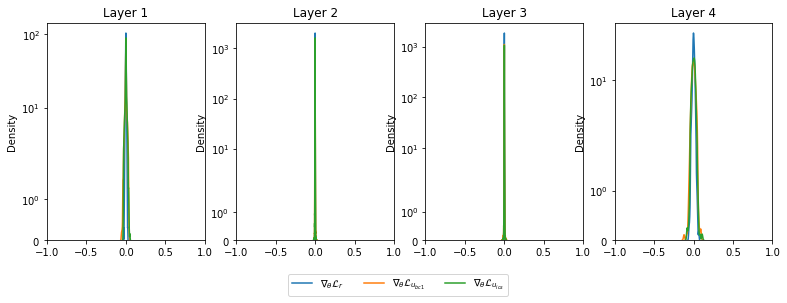 Layer 1 Layer 2 Layer 3 Layer 4
Density Density Density Density
10² 10³ 10³ 10¹
10¹ 10² 10² 10⁰
10⁰ 10¹ 10¹ 0
0 10⁰ 10⁰
0 0
−1.0 −0.5 0.0 0.5 1.0 −1.0 −0.5 0.0 0.5 1.0 −1.0 −0.5 0.0 0.5 1.0 −1.0 −0.5 0.0 0.5 1.0
∇θℒr ∇θℒu_bc1 ∇θℒu_ics